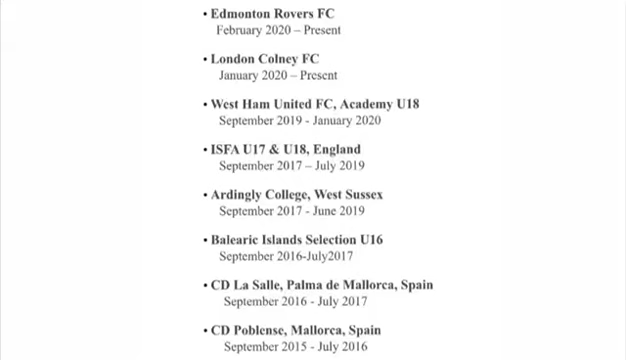 • Edmonton Rovers FC
February 2020 – Present
• London Colney FC
January 2020 – Present
• West Ham United FC, Academy U18
September 2019 - January 2020
• ISFA U17 & U18, England
September 2017 – July 2019
• Ardingly College, West Sussex
September 2017 - June 2019
• Balearic Islands Selection U16
September 2016-July2017
• CD La Salle, Palma de Mallorca, Spain
September 2016 - July 2017
• CD Poblense, Mallorca, Spain
September 2015 - July 2016